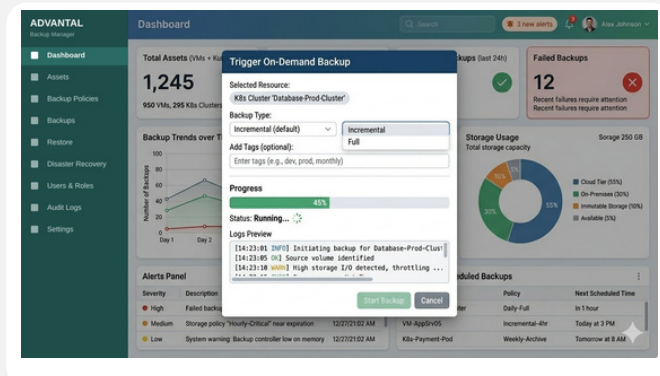 ADVANTAL
Backup Manager
Dashboard
Assets
Backup Policies
Backups
Restore
Disaster Recovery
Users & Roles
Audit Logs
Settings
Dashboard
Search
3 new alerts
Alex Johnson
Total Assets (VMs + Ku
1,245
950 VMs, 295 K8s Clusters
kups (last 24h)
Failed Backups
12
Recent failures require attention
Recent failures require attention
Backup Trends over T
Number of Backups
100
80
60
40
20
0
Day 1
Day 2
Storage Usage
Sorage 250 GB
Total storage capacity
10%
30%
55%
Cloud Tier (55%)
On-Premises (30%)
Immutable Storage (10%)
Available (5%)
Trigger On-Demand Backup
Selected Resource:
K8s Cluster 'Database-Prod-Cluster'
Backup Type:
Incremental (default)
Incremental
Full
Add Tags (optional):
Enter tags (e.g., dev, prod, monthly)
Progress
45%
Status: Running...
Logs Preview
[14:23:01 INFO] Initiating backup for Database-Prod-Clust
[14:23:05 OK] Source volume identified
[14:23:10 WARN] High storage I/O detected, throttling ...
Start Backup
Cancel
Alerts Panel
Severity
Description
High
Failed backup
Medium
Storage policy "Hourly-Critical" near expiration
12/27/21:02 AM
Low
System warning: Backup controller low on memory
12/27/21:02 AM
eduled Backups
Policy
Next Scheduled Time
Daily-Full
In 1 hour
VM-AppSrv05
Incremental-4hr
Today at 3 PM
K8s-Payment-Pod
Weekly-Archive
Tomorrow at 8 AM